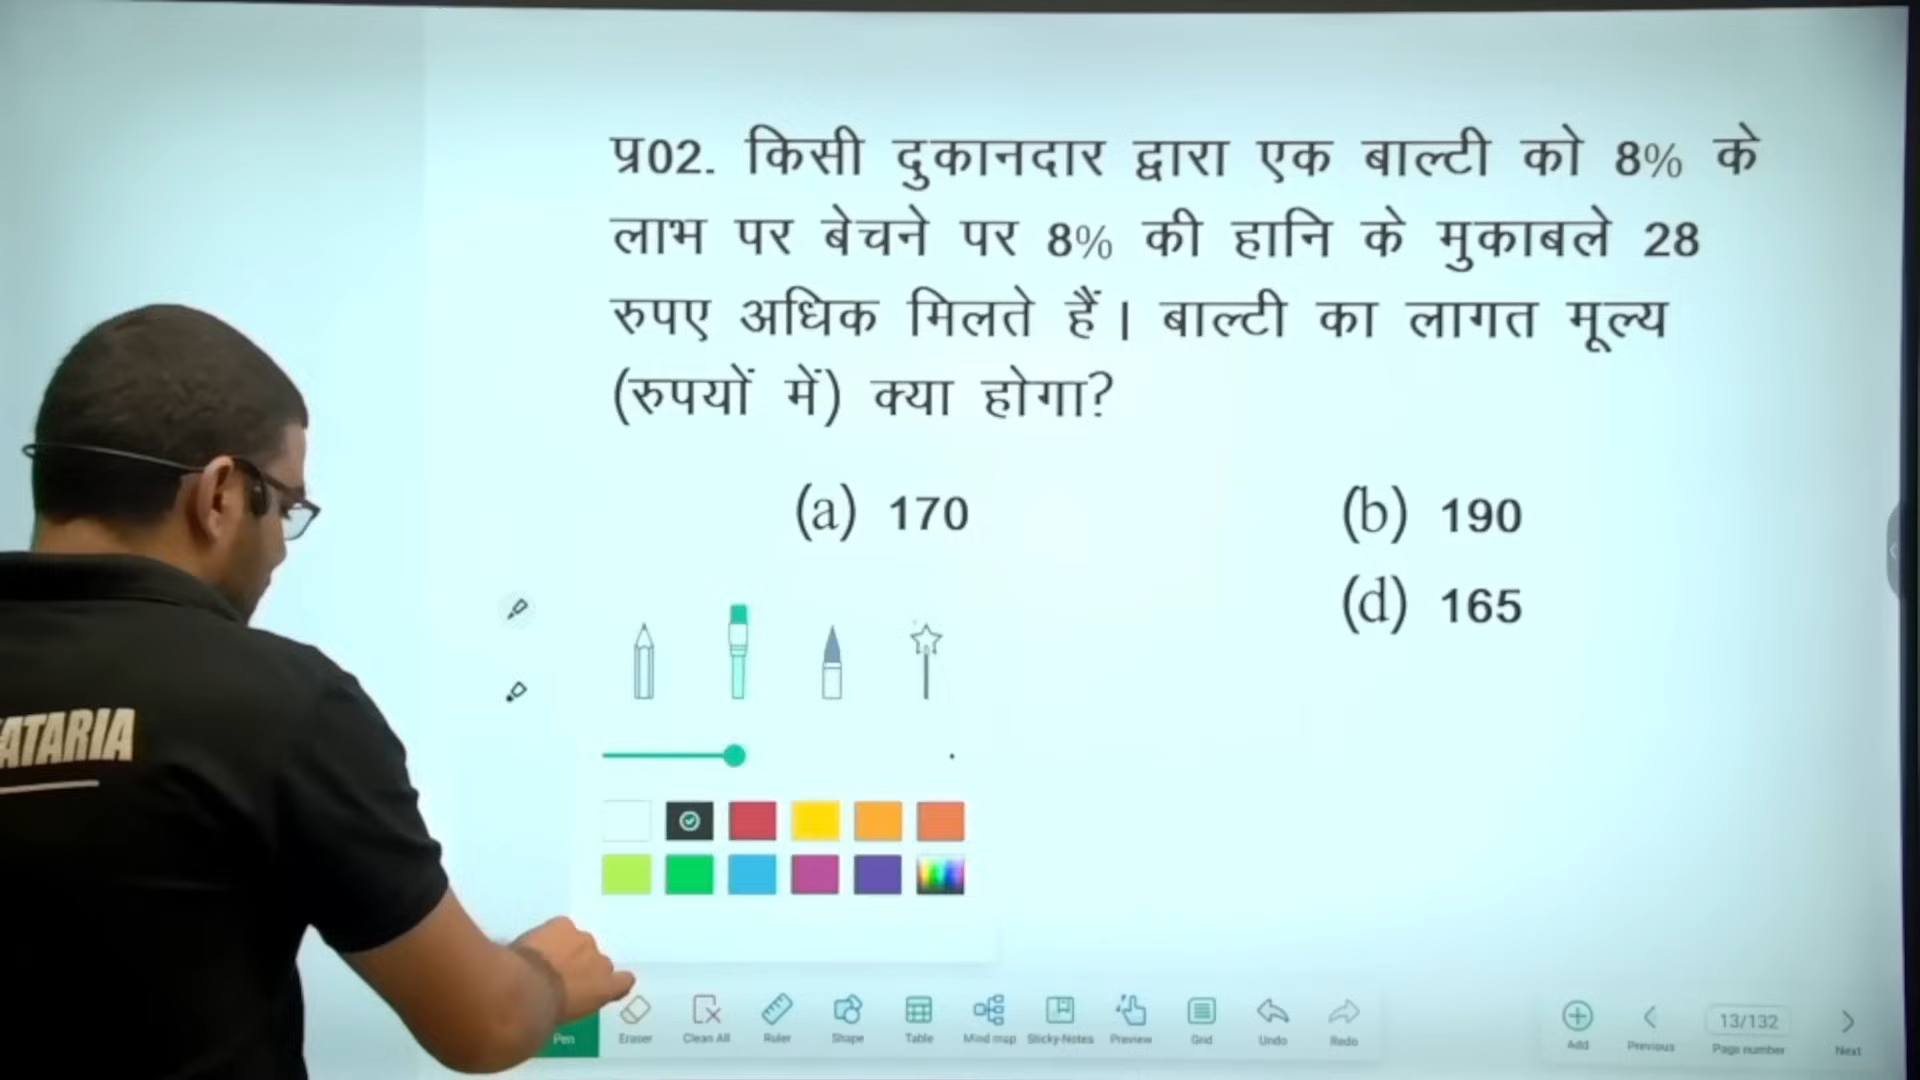 प्र02. किसी दुकानदार द्वारा एक बाल्टी को 8% के
लाभ पर बेचने पर 8% की हानि के मुकाबले 28
रुपए अधिक मिलते हैं। बाल्टी का लागत मूल्य
(रुपयों में) क्या होगा?
(a) 170 (b) 190
(d) 165
ATARIA
Pen Eraser Clean All Ruler Shape Table Mind map Sticky-Notes Preview Grid Undo Redo
13/132
Add Previous Page number Next